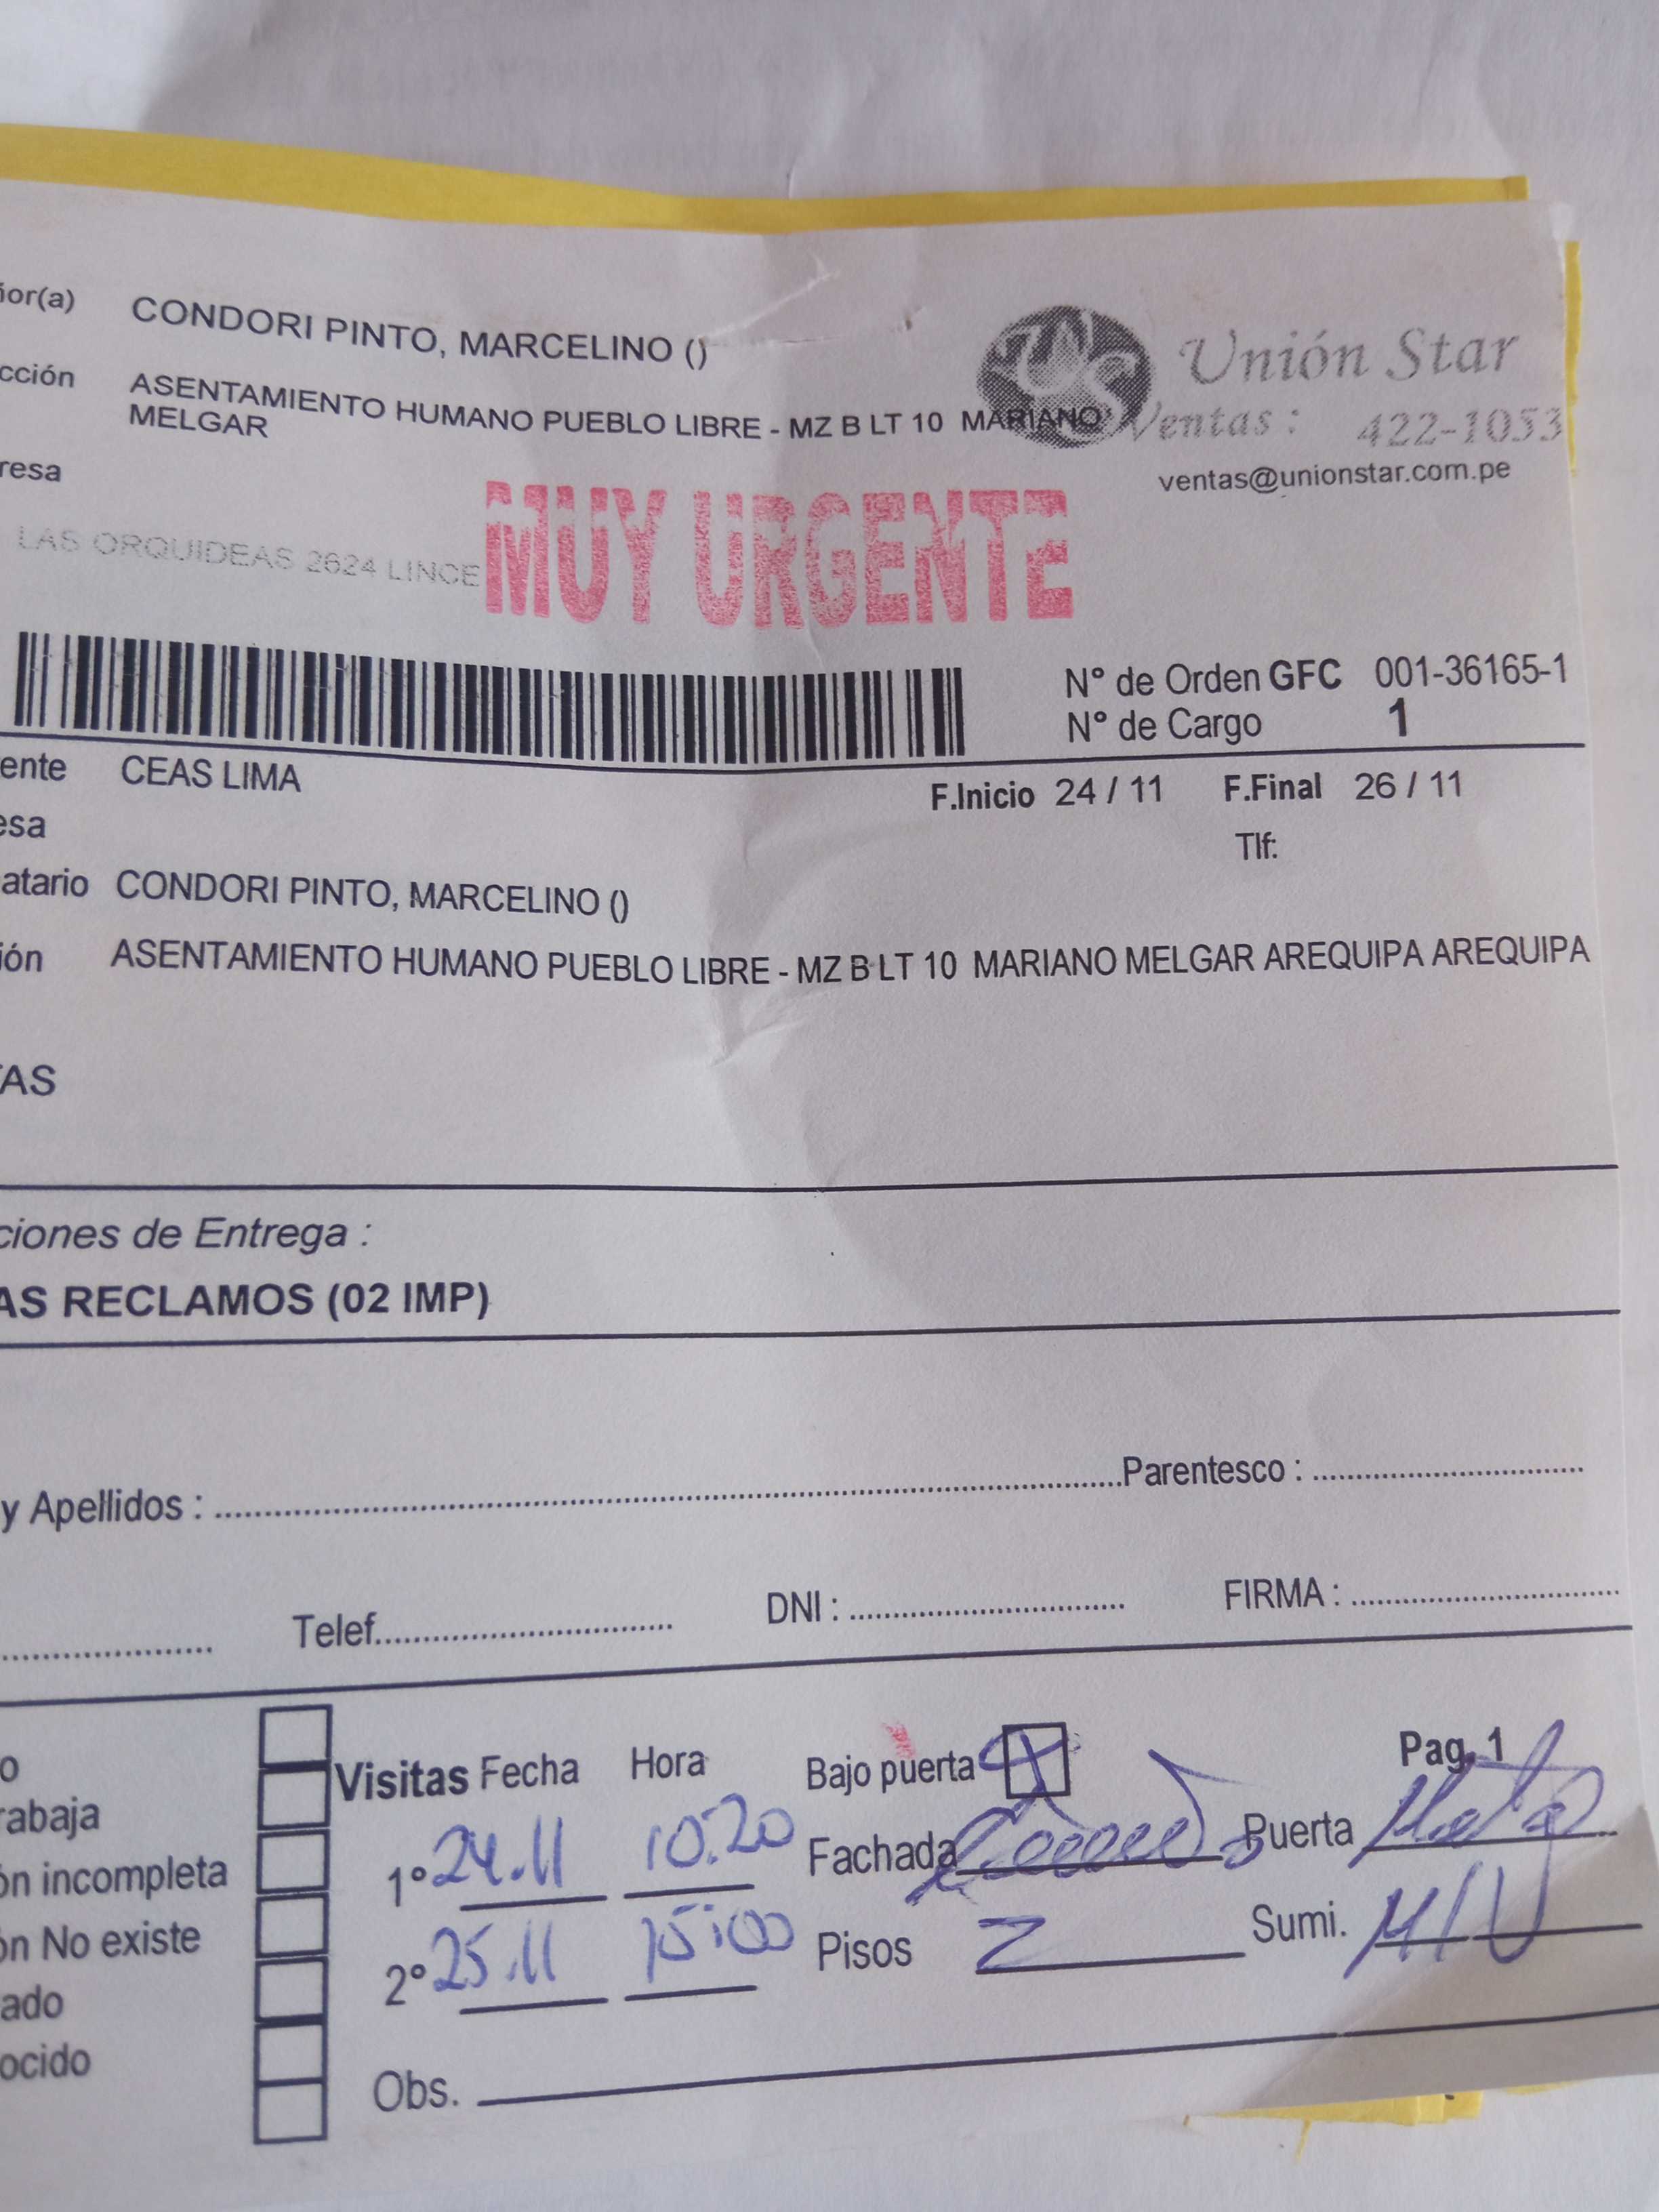 ñor(a) CONDORI PINTO, MARCELINO ()
cción ASENTAMIENTO HUMANO PUEBLO LIBRE - MZ B LT 10 MARIANO
MELGAR
resa
Unión Star
Ventas : 422-1053
ventas@unionstar.com.pe
LAS ORQUIDEAS 2624 LINCE
MUY URGENTE
N° de Orden GFC 001-36165-1
N° de Cargo 1
ente CEAS LIMA
F.Inicio 24 / 11 F.Final 26 / 11
esa
Tlf:
atario CONDORI PINTO, MARCELINO ()
ión ASENTAMIENTO HUMANO PUEBLO LIBRE - MZ B LT 10 MARIANO MELGAR AREQUIPA AREQUIPA
TAS
ciones de Entrega :
AS RECLAMOS (02 IMP)
y Apellidos : Parentesco :
Telef. DNI : FIRMA :
o
Visitas Fecha Hora Bajo puerta Pag. 1
rabaja
1° 24.11 10:20 Fachada Puerta
ón incompleta
ón No existe
2° 25.11 15:00 Pisos 2 Sumi.
ado
ocido
Obs.